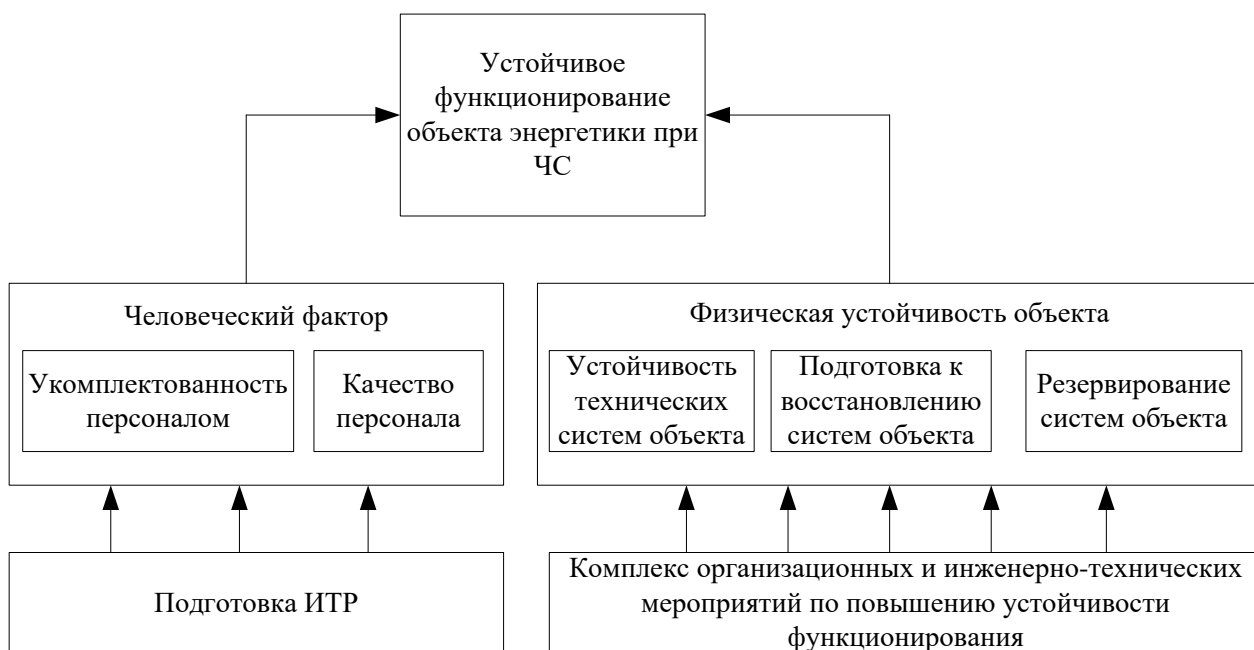 Устойчивое
функционирование
объекта энергетики при
ЧС
Человеческий фактор
Укомплектованность
персоналом
Качество
персонала
Физическая устойчивость объекта
Устойчивость
технических
систем объекта
Подготовка к
восстановлению
систем объекта
Резервирование
систем объекта
Подготовка ИТР
Комплекс организационных и инженерно-технических
мероприятий по повышению устойчивости
функционирования